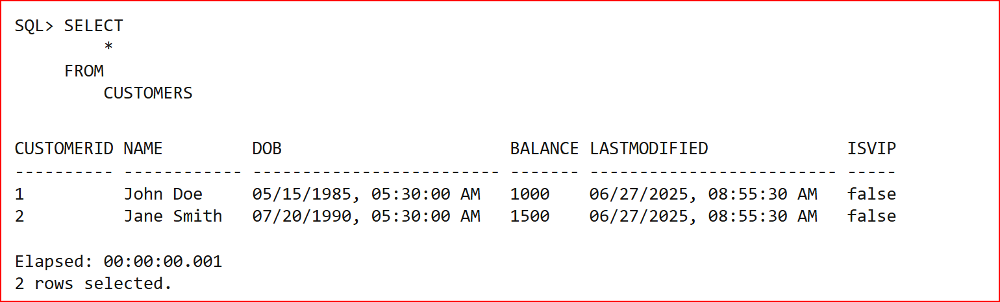 SQL> SELECT
         *
     FROM
         CUSTOMERS
CUSTOMERID NAME         DOB                       BALANCE LASTMODIFIED              ISVIP
---------- ------------ ------------------------- ------- ------------------------- -----
1          John Doe     05/15/1985, 05:30:00 AM   1000    06/27/2025, 08:55:30 AM   false
2          Jane Smith   07/20/1990, 05:30:00 AM   1500    06/27/2025, 08:55:30 AM   false
Elapsed: 00:00:00.001
2 rows selected.